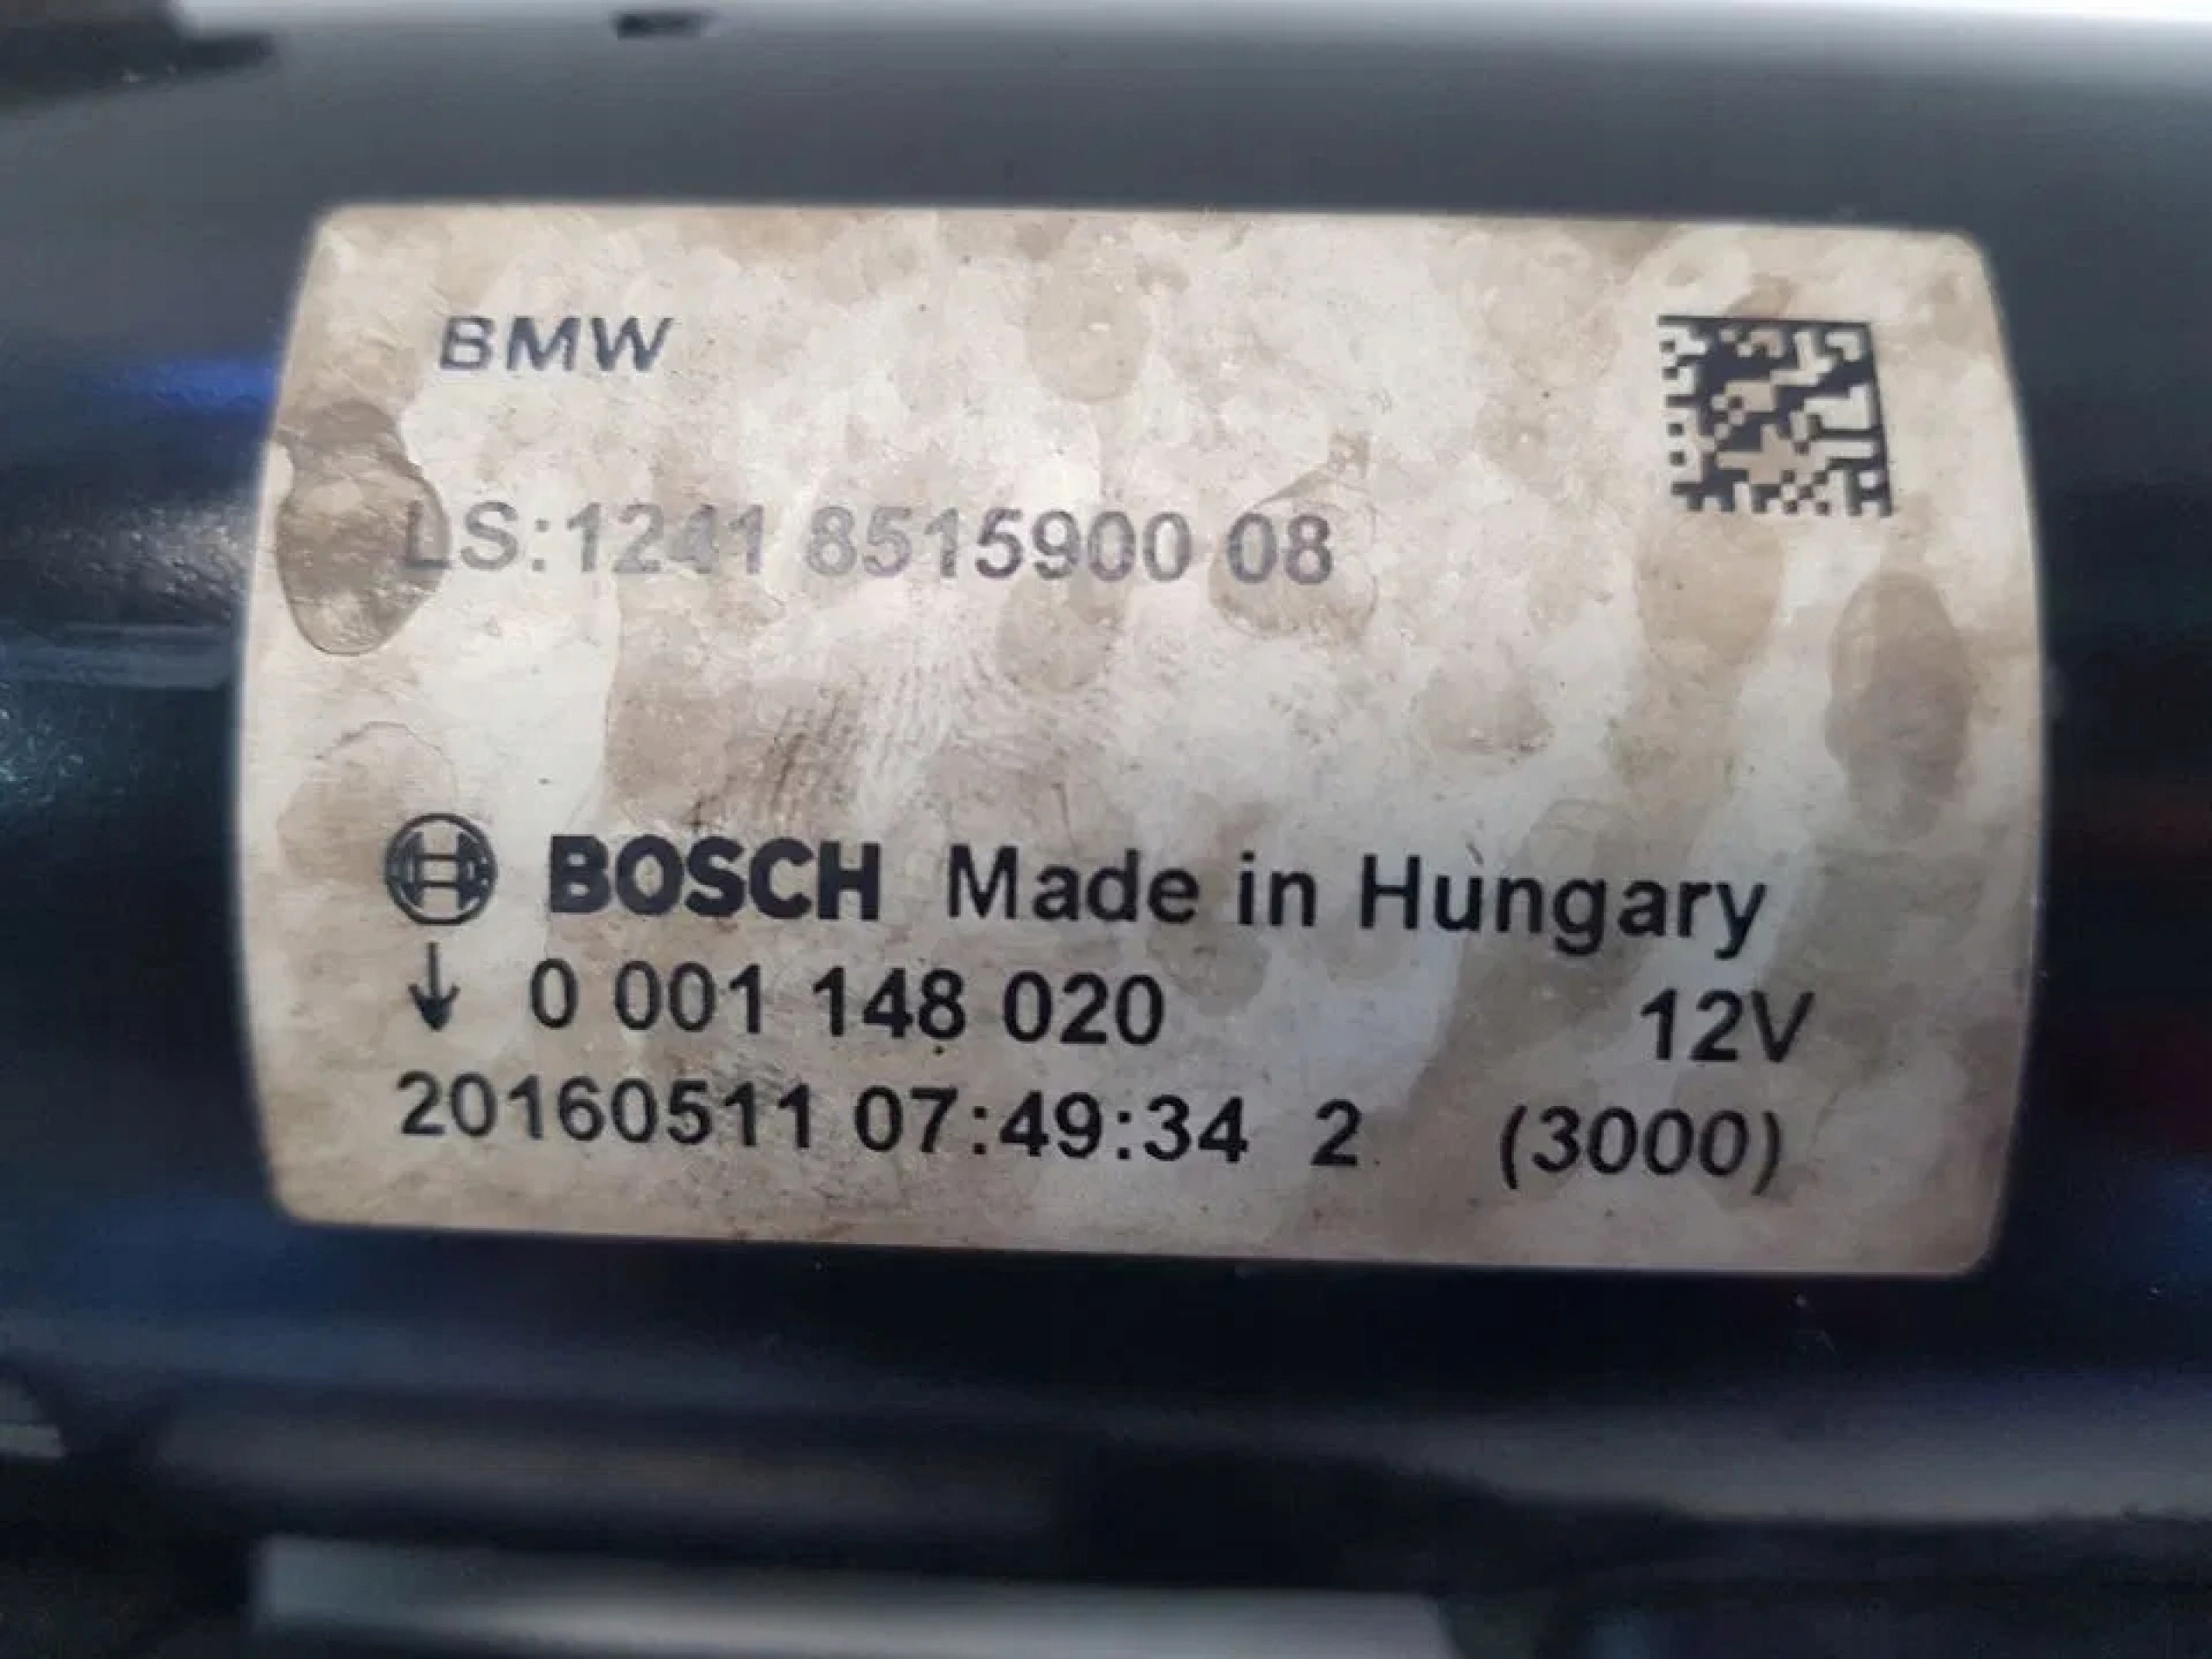 BMW
LS:1241 8515900 08
BOSCH Made in Hungary
↓ 0 001 148 020 12V
20160511 07:49:34 2 (3000)